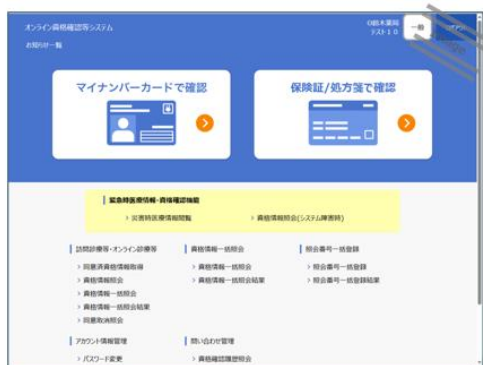 オンライン資格確認等システム
鈴木薬局
テスト10
一般
お知らせ一覧
マイナンバーカードで確認
保険証/処方箋で確認
緊急時医療情報・資格確認機能
> 災害時医療情報閲覧
> 資格情報照会(システム障害時)
訪問診療等・オンライン診療等
> 同意済資格情報取得
> 資格情報照会
> 資格情報一括照会
> 資格情報一括照会結果
> 同意取消照会
資格情報一括照会
> 資格情報一括照会
> 資格情報一括照会結果
照会番号一括登録
> 照会番号一括登録
> 照会番号一括登録結果
アカウント情報管理
> パスワード変更
問い合わせ管理
> 資格確認履歴照会